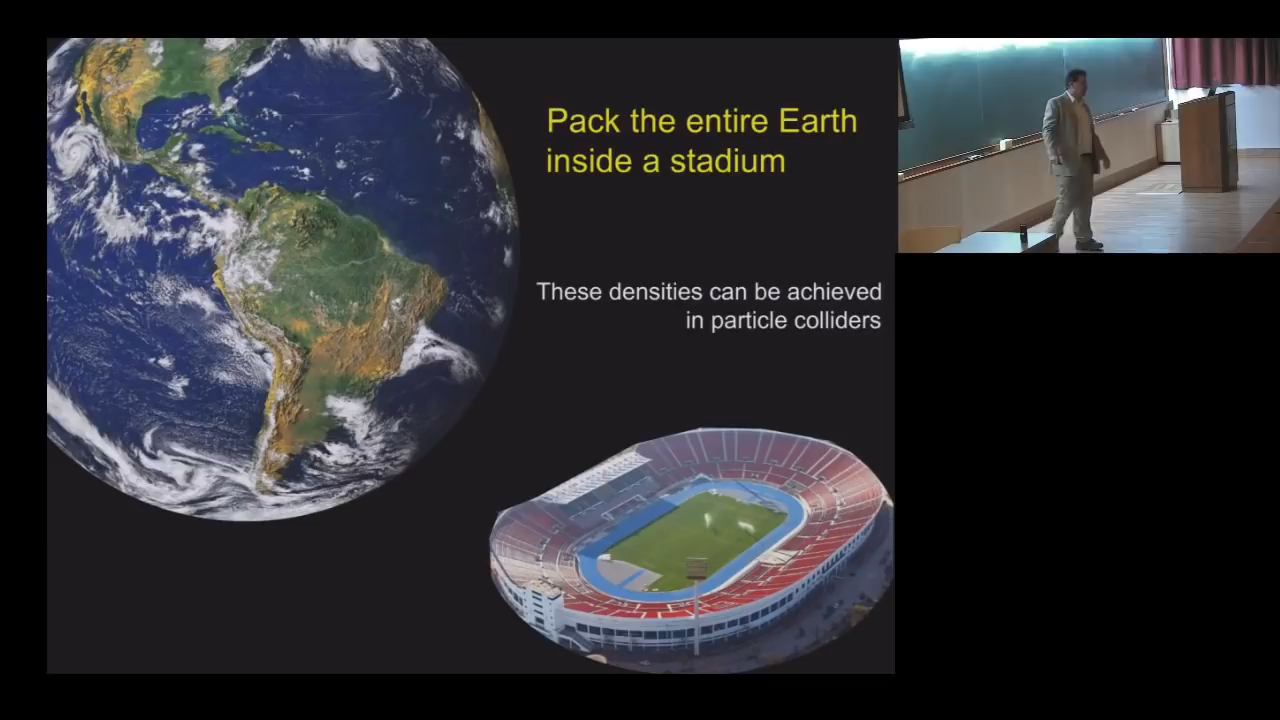 Pack the entire Earth
inside a stadium
These densities can be achieved
in particle colliders